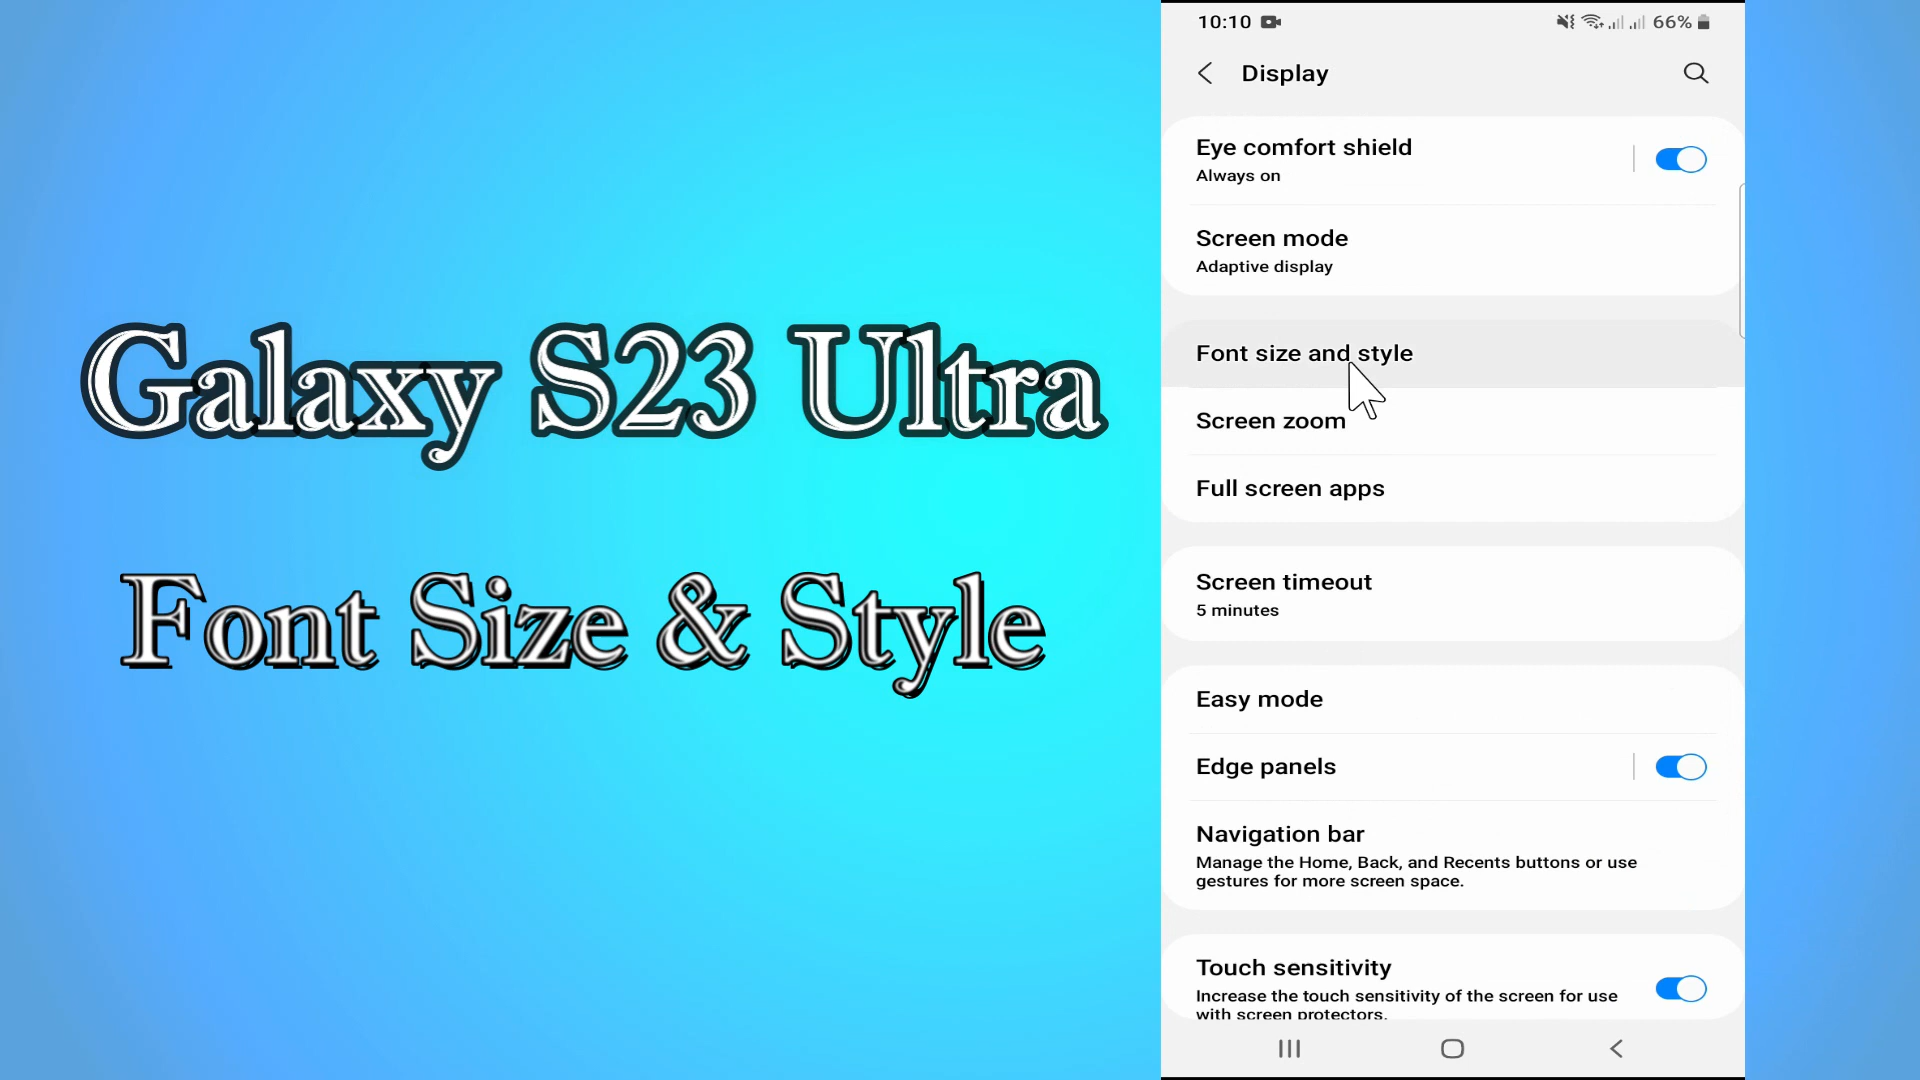 Galaxy S23 Ultra
Font Size & Style
10:10
66%
Display
Eye comfort shield
Always on
Screen mode
Adaptive display
Font size and style
Screen zoom
Full screen apps
Screen timeout
5 minutes
Easy mode
Edge panels
Navigation bar
Manage the Home, Back, and Recents buttons or use
gestures for more screen space.
Touch sensitivity
Increase the touch sensitivity of the screen for use
with screen protectors.